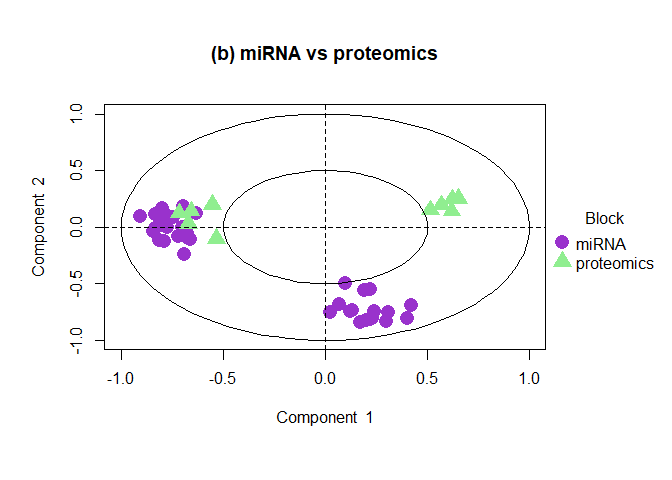 (b) miRNA vs proteomics
Component 2
1.0
0.5
0.0
-0.5
-1.0
-1.0 -0.5 0.0 0.5 1.0
Component 1
Block
miRNA
proteomics